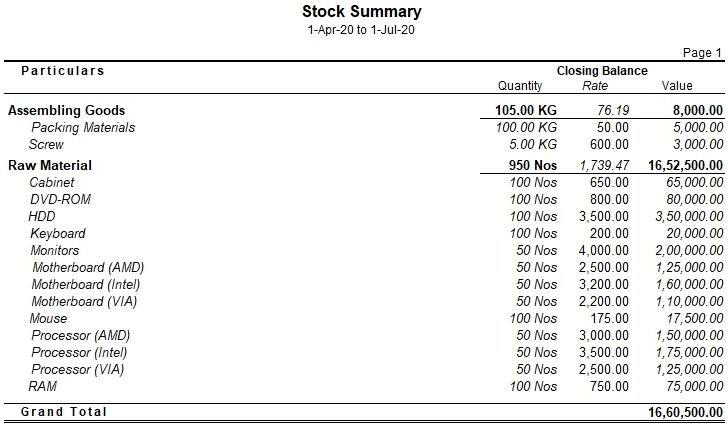 Stock Summary
1-Apr-20 to 1-Jul-20
Page 1
Particulars Closing Balance
Quantity Rate Value
Assembling Goods 105.00 KG 76.19 8,000.00
Packing Materials 100.00 KG 50.00 5,000.00
Screw 5.00 KG 600.00 3,000.00
Raw Material 950 Nos 1,739.47 16,52,500.00
Cabinet 100 Nos 650.00 65,000.00
DVD-ROM 100 Nos 800.00 80,000.00
HDD 100 Nos 3,500.00 3,50,000.00
Keyboard 100 Nos 200.00 20,000.00
Monitors 50 Nos 4,000.00 2,00,000.00
Motherboard (AMD) 50 Nos 2,500.00 1,25,000.00
Motherboard (Intel) 50 Nos 3,200.00 1,60,000.00
Motherboard (VIA) 50 Nos 2,200.00 1,10,000.00
Mouse 100 Nos 175.00 17,500.00
Processor (AMD) 50 Nos 3,000.00 1,50,000.00
Processor (Intel) 50 Nos 3,500.00 1,75,000.00
Processor (VIA) 50 Nos 2,500.00 1,25,000.00
RAM 100 Nos 750.00 75,000.00
Grand Total 16,60,500.00